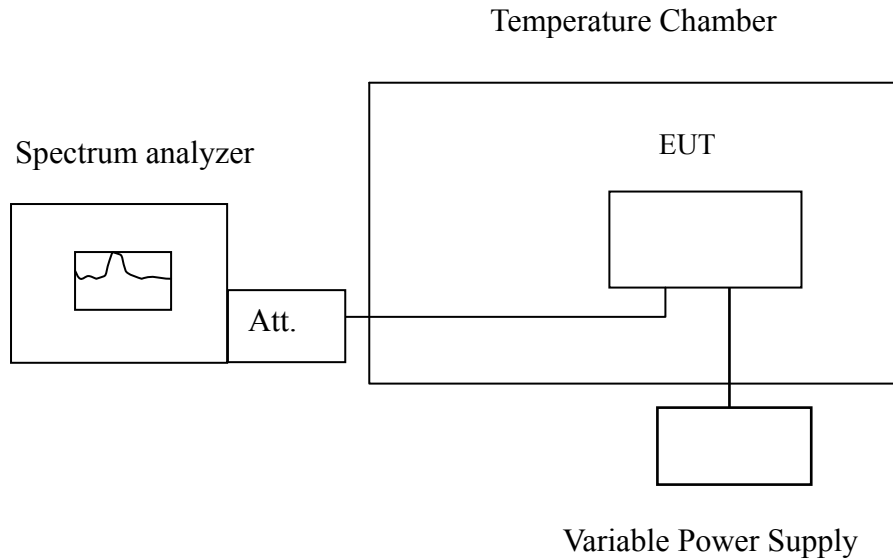 Temperature Chamber
Spectrum analyzer
EUT
Att.
Variable Power Supply